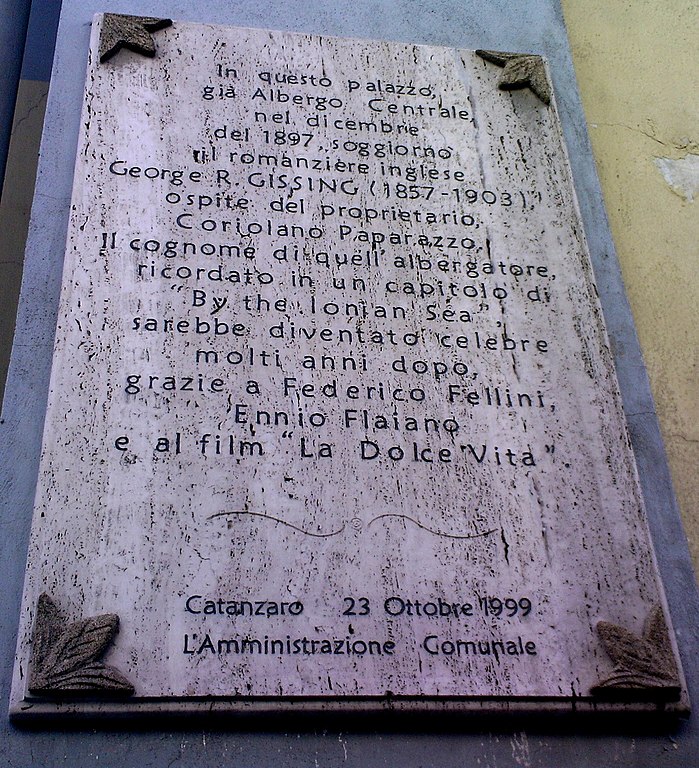 In questo palazzo,
già Albergo Centrale,
nel dicembre
del 1897, soggiornò
il romanziere inglese
George R. GISSING (1857-1903),
ospite del proprietario,
Coriolano Paparazzo.
Il cognome di quell'albergatore,
ricordato in un capitolo di
"By the Ionian Sea",
sarebbe diventato celebre
molti anni dopo,
grazie a Federico Fellini,
Ennio Flaiano
e al film "La Dolce Vita"
Catanzaro 23 Ottobre 1999
L'Amministrazione Comunale